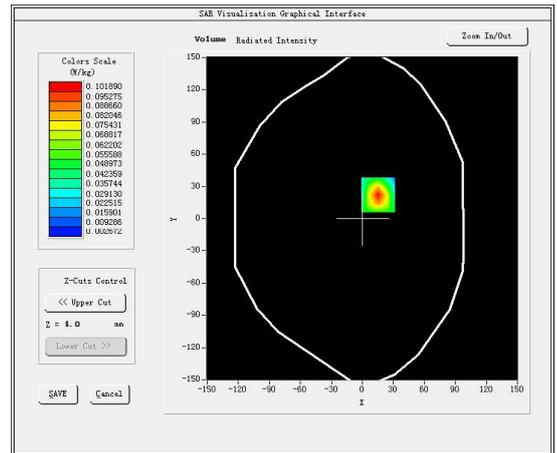 SAR Visualisation Graphical Interface
Volume Radiated Intensity
Zoom In/Out
Colors Scale
(W/kg)
0.101890
0.095275
0.088660
0.082046
0.075431
0.068817
0.062202
0.055588
0.048973
0.042359
0.035744
0.029130
0.022515
0.015901
0.009286
0.002672
Z-Cuts Control
<< Upper Cut
Z = 4.0 mm
Lower Cut >>
SAVE Cancel
150
120
90
60
30
0
-30
-60
-90
-120
-150
Y
-150 -120 -90 -60 -30 0 30 60 90 120 150
X